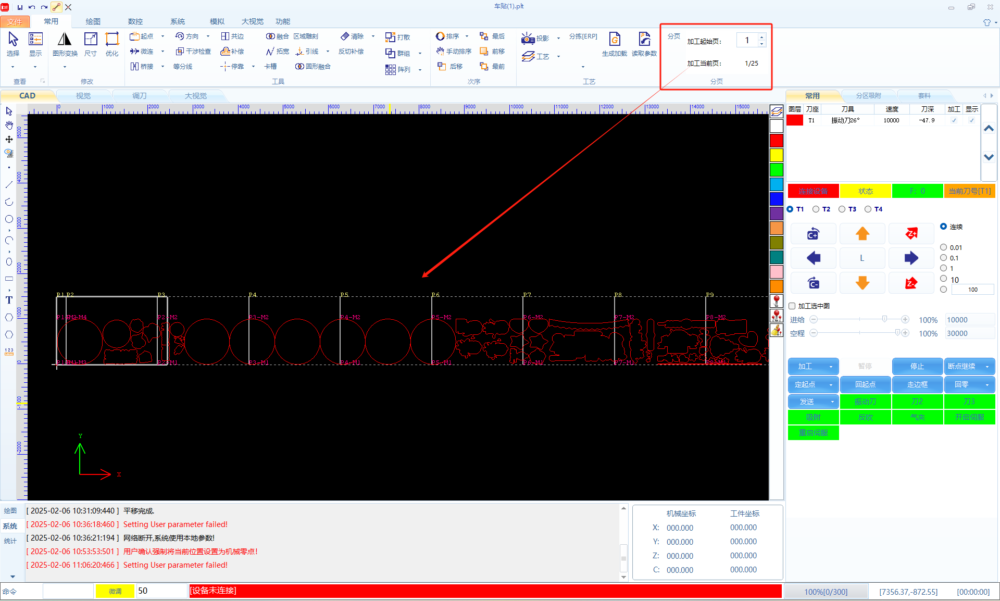 车贴(1).plt
文件 常用 绘图 数控 系统 模拟 大视觉 功能
选择 显示 图形变换 尺寸 优化
查看 修改
起点 方向 共边 融合 区域雕刻 清除 打散
微连 干涉检查 补偿 拓宽 引线 反切补偿 群组
桥接 等分线 停靠 卡槽 圆形融合 阵列
工具
排序 最后
手动排序 前移
后移 最前
次序
投影 分拣[ERP] 生成加载 读取参数
工艺
工艺
分页 加工起始页: 1
加工当前页: 1/25
分页
CAD 视觉 调刀 大视觉
0 1000 2000 3000 4000 5000 6000 7000 8000 9000 10000 11000 12000 13000 14000 15000
5000
4000
3000
2000
1000
0
-2000
P1 P2 P3 P4 P5 P6 P7 P8 P9
P2-M2 P3-M2 P4-M2 P5-M2 P6-M2 P7-M2 P8-M2
P3-M1 P4-M1 P5-M1 P6-M1 P7-M1 P8-M1
Y
X
T
123
常用 分区吸附 套料
图层 刀座 刀具 速度 刀深 加工 显示
T1 振动刀26° 10000 -47.9
连接设备 状态 F: 0 当前刀号[T1]
T1 T2 T3 T4
C+ Z+ 连续
L 0.01
0.1
1
C- Z- 10
100
加工选中图
进给 100% 10000
空程 100% 30000
加工 暂停 停止 断点继续
定起点 回起点 走边框 回零
发送 振动刀 刀2 刀3
吸附 反吹 气夹 开启伺服
重启伺服
绘图
系统
统计
[ 2025-02-06 10:31:09:440 ] 平移完成.
[ 2025-02-06 10:36:18:460 ] Setting User parameter failed!
[ 2025-02-06 10:36:21:194 ] 网络断开,系统使用本地参数!
[ 2025-02-06 10:53:53:501 ] 用户确认强制将当前位置设置为机械零点!
[ 2025-02-06 11:06:20:466 ] Setting User parameter failed!
机械坐标 工件坐标
X: 000.000 000.000
Y: 000.000 000.000
Z: 000.000 000.000
C: 000.000 000.000
命令 微调 50 [设备未连接] 100%[0/300] [7356.37,-872.55] [00:00:00]